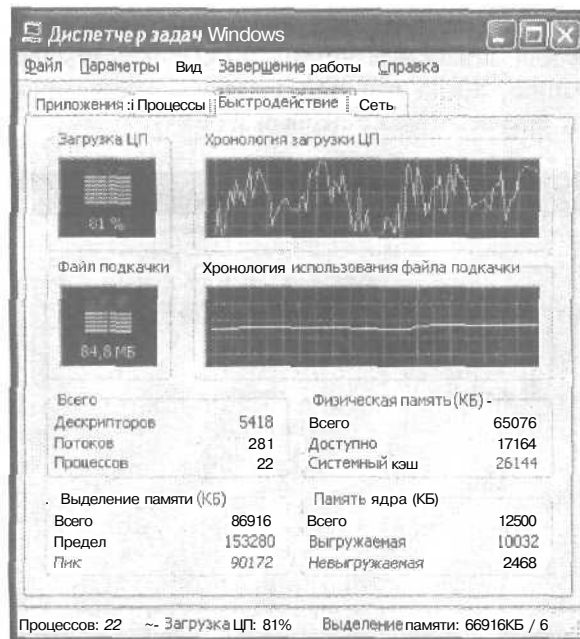 Диспетчер задач Windows
Файл Параметры Вид Завершение работы Справка
Приложения :i Процессы Быстродействие Сеть
Загрузка ЦП Хронология загрузки ЦП
81 %
Файл подкачки Хронология использования файла подкачки
84,8 МБ
Всего Физическая память (КБ) -
Дескрипторов 5418 Всего 65076
Потоков 281 Доступно 17164
Процессов 22 Системный кэш 26144
. Выделение памяти (КБ) Память ядра (КБ)
Всего 86916 Всего 12500
Предел 153280 Выгружаемая 10032
Пик 90172 Невыгружаемая 2468
Процессов: 22 ~- Загрузка ЦП: 81% Выделение памяти: 66916КБ / 6